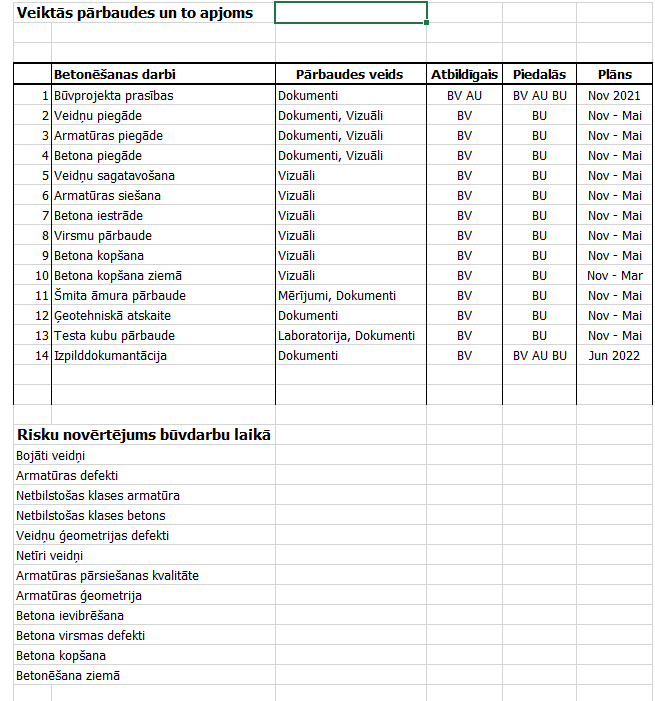 Veiktās pārbaudes un to apjoms
Betonēšanas darbi Pārbaudes veids Atbildīgais Piedalās Plāns
1 Būvprojekta prasības Dokumenti BV AU BV AU BU Nov 2021
2 Veidņu piegāde Dokumenti, Vizuāli BV BU Nov - Mai
3 Armatūras piegāde Dokumenti, Vizuāli BV BU Nov - Mai
4 Betona piegāde Dokumenti, Vizuāli BV BU Nov - Mai
5 Veidņu sagatavošana Vizuāli BV BU Nov - Mai
6 Armatūras siešana Vizuāli BV BU Nov - Mai
7 Betona iestrāde Vizuāli BV BU Nov - Mai
8 Virsmu pārbaude Vizuāli BV BU Nov - Mai
9 Betona kopšana Vizuāli BV BU Nov - Mai
10 Betona kopšana ziemā Vizuāli BV BU Nov - Mar
11 Šmita āmura pārbaude Mērījumi, Dokumenti BV BU Nov - Mai
12 Ģeotehniskā atskaite Dokumenti BV BU Nov - Mai
13 Testa kubu pārbaude Laboratorija, Dokumenti BV BU Nov - Mai
14 Izpilddokumantācija Dokumenti BV BV AU BU Jun 2022
Risku novērtējums būvdarbu laikā
Bojāti veidņi
Armatūras defekti
Netbilstošas klases armatūra
Netbilstošas klases betons
Veidņu ģeometrijas defekti
Netīri veidņi
Armatūras pārsiešanas kvalitāte
Armatūras ģeometrija
Betona ievibrēšana
Betona virsmas defekti
Betona kopšana
Betonēšana ziemā